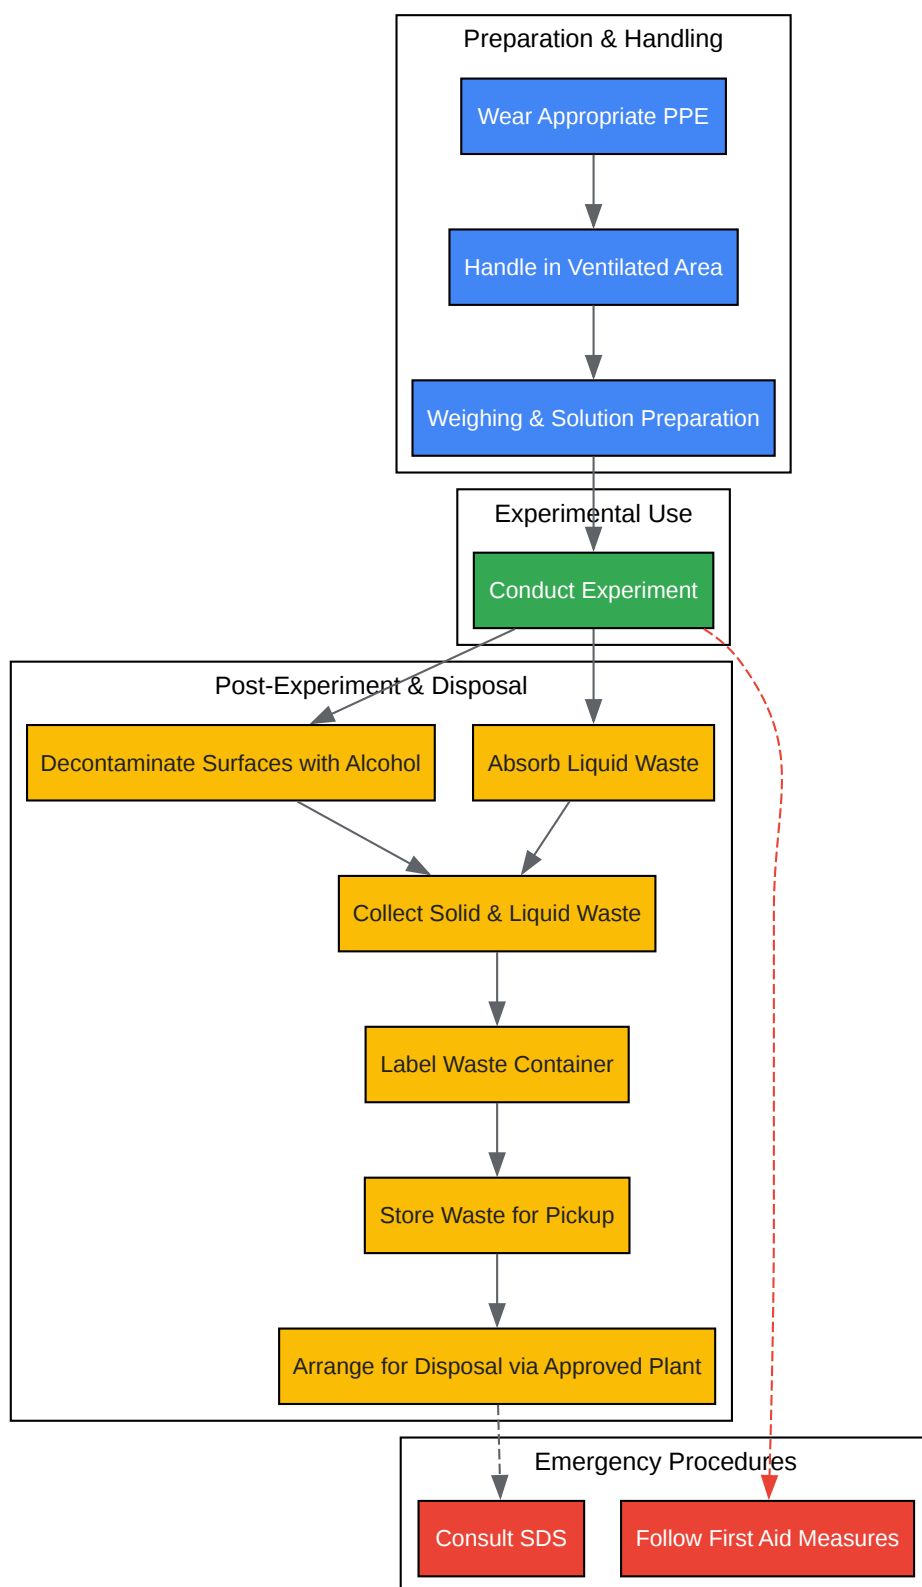 Preparation & Handling
Wear Appropriate PPE
Handle in Ventilated Area
Weighing & Solution Preparation
Experimental Use
Conduct Experiment
Post-Experiment & Disposal
Decontaminate Surfaces with Alcohol
Absorb Liquid Waste
Collect Solid & Liquid Waste
Label Waste Container
Store Waste for Pickup
Arrange for Disposal via Approved Plant
Emergency Procedures
Consult SDS
Follow First Aid Measures